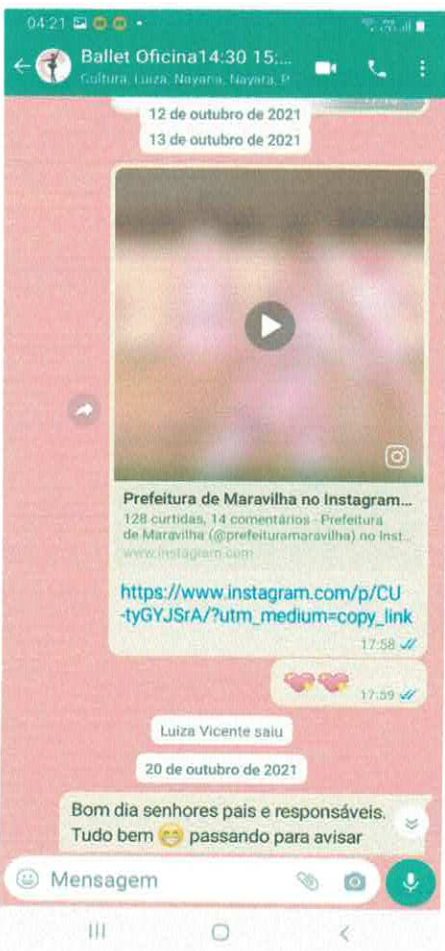 04:21
Ballet Oficina14:30 15:...
Cultura, Luiza, Nayana, Nayara, P
12 de outubro de 2021
13 de outubro de 2021
Prefeitura de Maravilha no Instagram...
128 curtidas, 14 comentários - Prefeitura
de Maravilha (@prefeituramaravilha) no Inst...
www.instagram.com
https://www.instagram.com/p/CU
-tyGYJSrA/?utm_medium=copy_link
17:58
💝💝 17:59
Luiza Vicente saiu
20 de outubro de 2021
Bom dia senhores pais e responsáveis.
Tudo bem 😁 passando para avisar
Mensagem